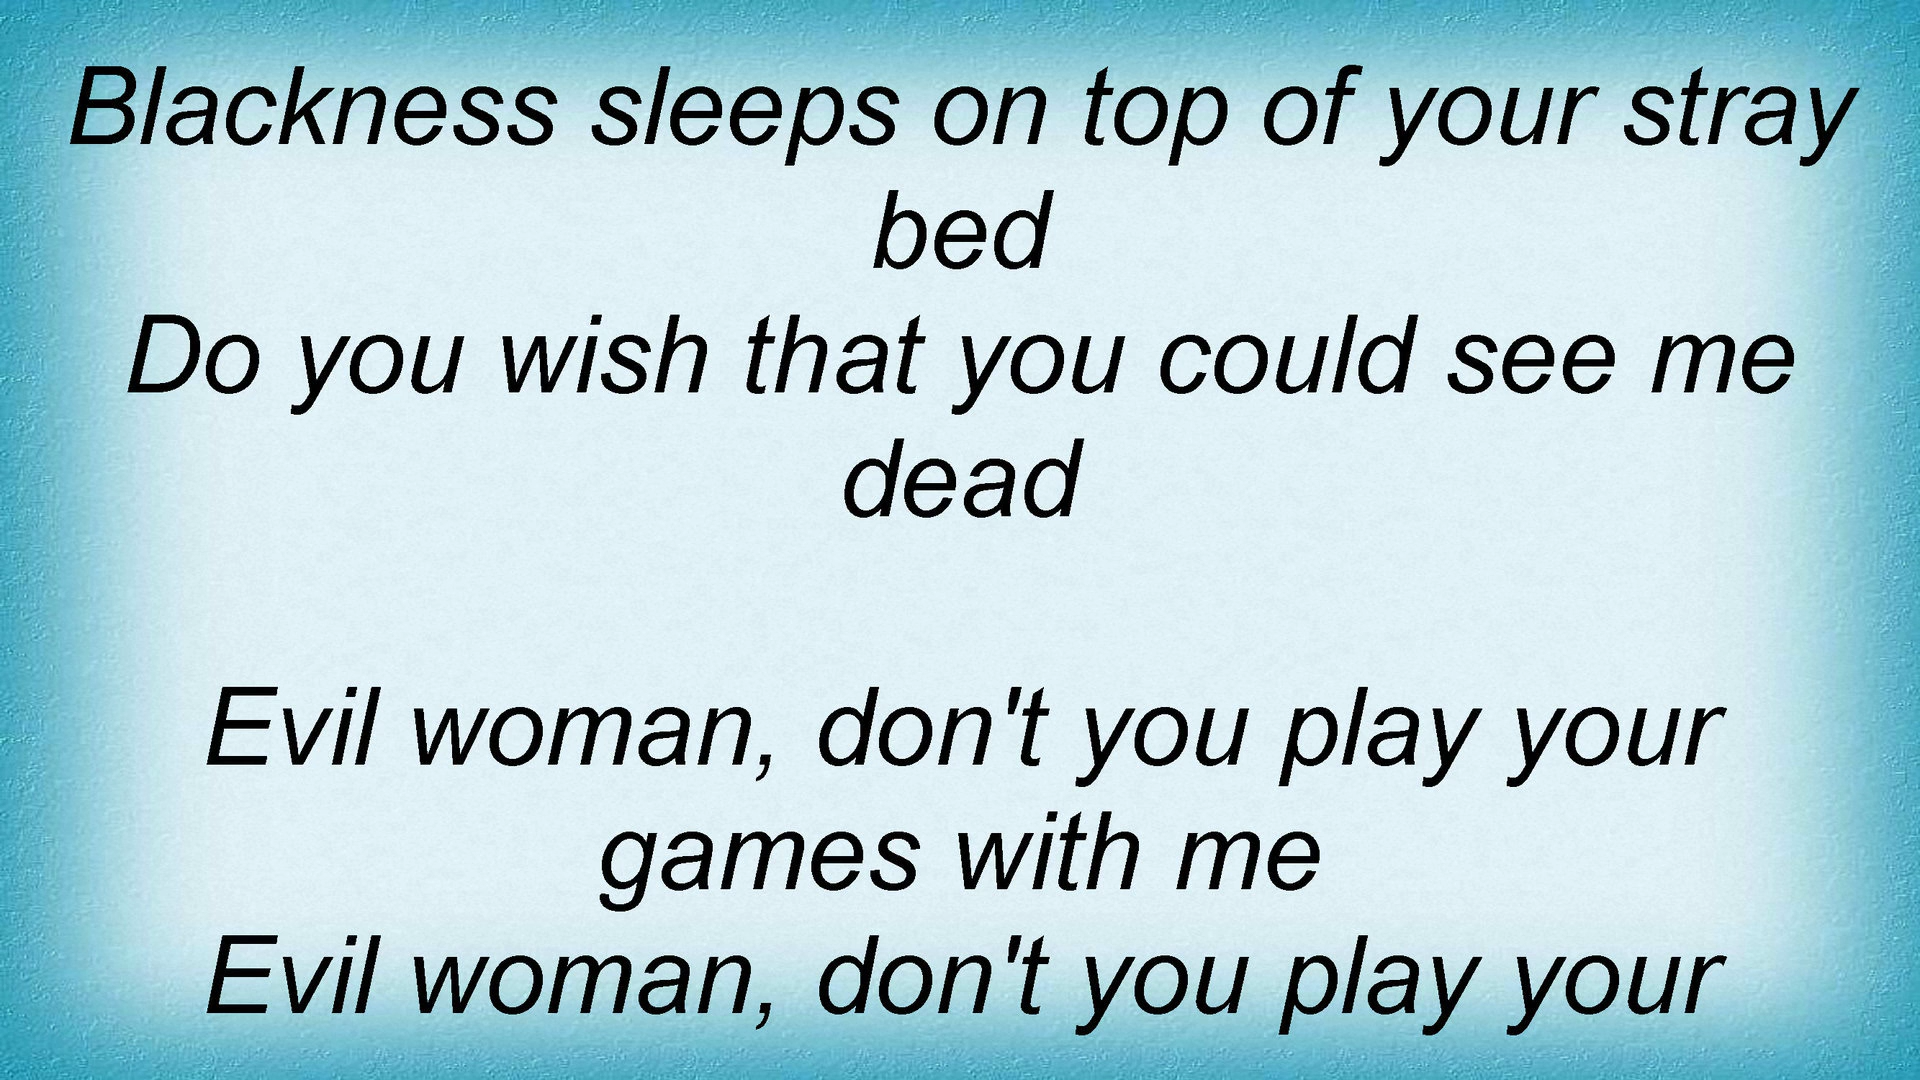 Blackness sleeps on top of your stray
bed
Do you wish that you could see me
dead
Evil woman, don't you play your
games with me
Evil woman, don't you play your